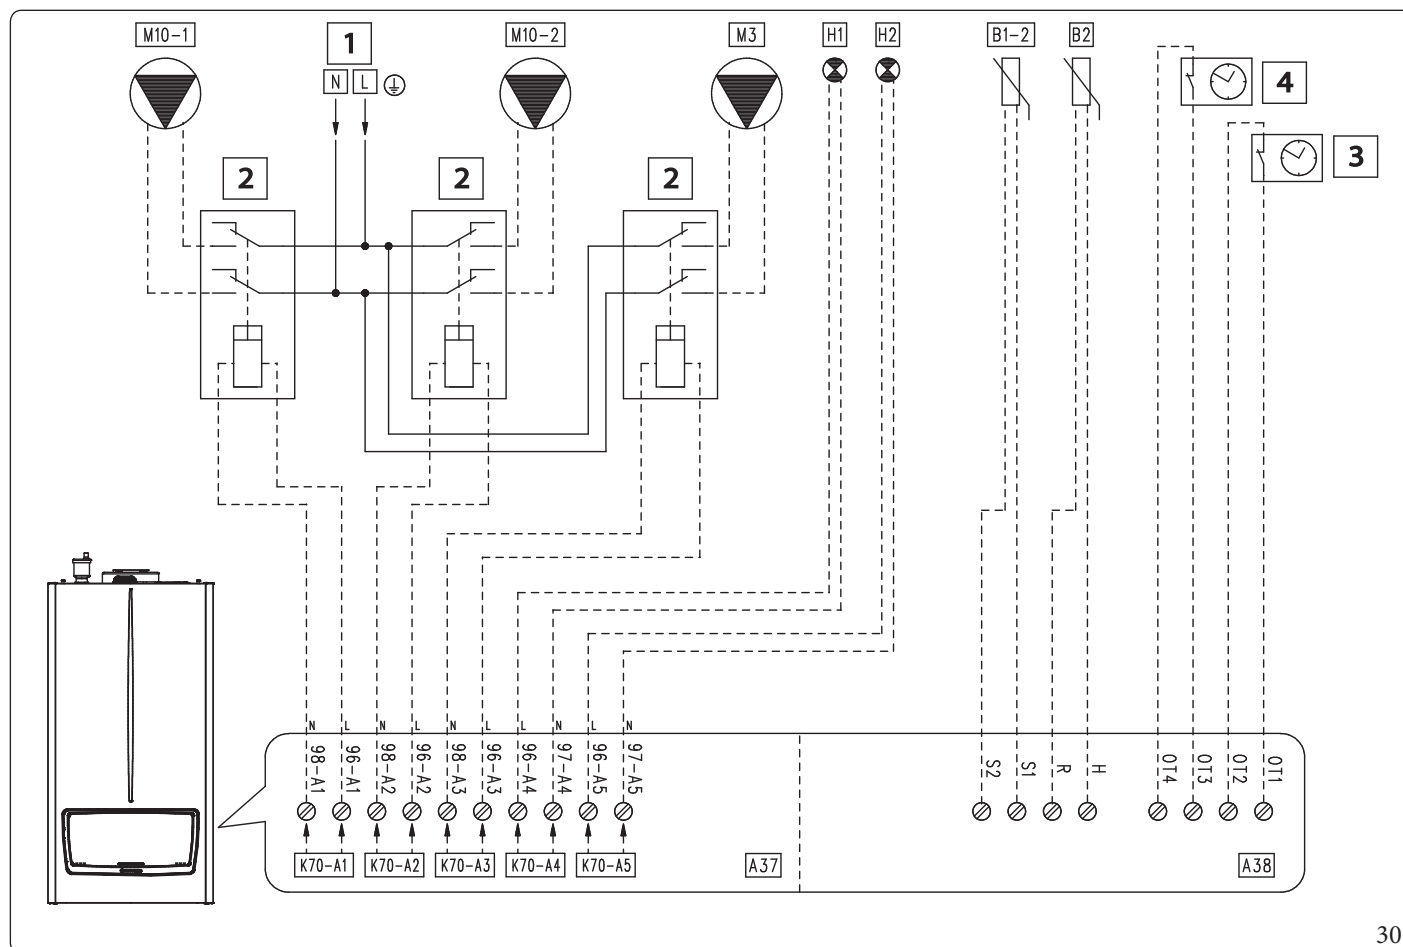 M10-1
1
M10-2
M3
H1
H2
B1-2
B2
N
L
4
3
2
2
2
N
L
N
L
N
L
L
N
L
N
98-A1
96-A1
98-A2
96-A2
98-A3
96-A3
96-A4
97-A4
96-A5
97-A5
S2
S1
R
H
OT4
OT3
OT2
OT1
K70-A1
K70-A2
K70-A3
K70-A4
K70-A5
A37
A38
30